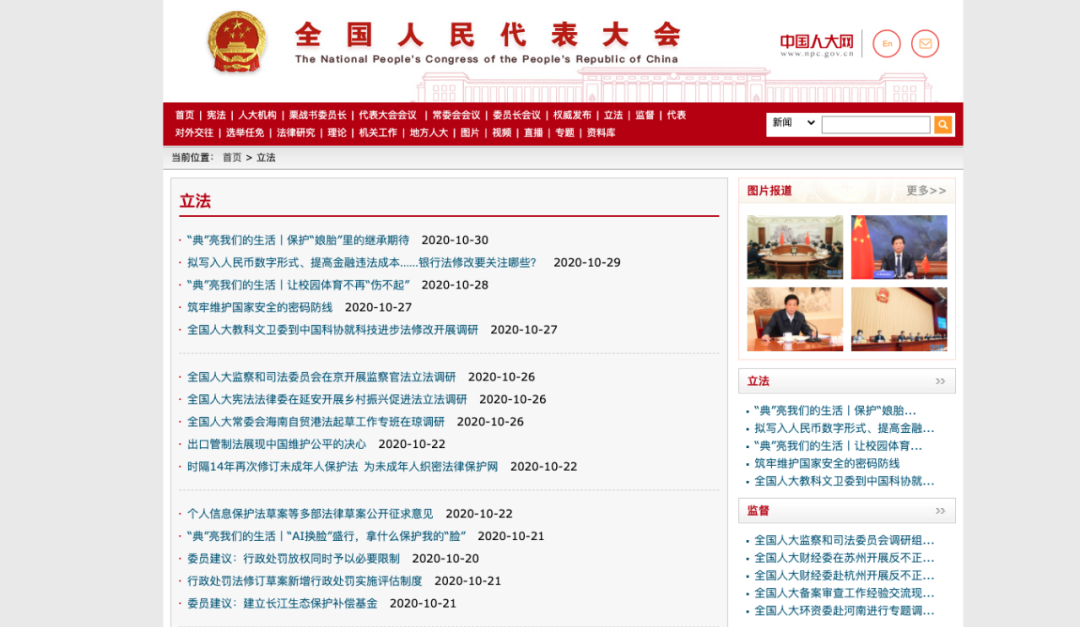 全国人民代表大会
The National People's Congress of the People's Republic of China
中国人大网
www.npc.gov.cn
En
首页 | 宪法 | 人大机构 | 栗战书委员长 | 代表大会会议 | 常委会会议 | 委员长会议 | 权威发布 | 立法 | 监督 | 代表
对外交往 | 选举任免 | 法律研究 | 理论 | 机关工作 | 地方人大 | 图片 | 视频 | 直播 | 专题 | 资料库
新闻
当前位置: 首页 > 立法
立法
· “典”亮我们的生活丨保护“娘胎”里的继承期待 2020-10-30
· 拟写入人民币数字形式、提高金融违法成本……银行法修改要关注哪些? 2020-10-29
· “典”亮我们的生活丨让校园体育不再“伤不起” 2020-10-28
· 筑牢维护国家安全的密码防线 2020-10-27
· 全国人大教科文卫委到中国科协就科技进步法修改开展调研 2020-10-27
· 全国人大监察和司法委员会在京开展监察官法立法调研 2020-10-26
· 全国人大宪法法律委在延安开展乡村振兴促进法立法调研 2020-10-26
· 全国人大常委会海南自贸港法起草工作专班在琼调研 2020-10-26
· 出口管制法展现中国维护公平的决心 2020-10-22
· 时隔14年再次修订未成年人保护法 为未成年人织密法律保护网 2020-10-22
· 个人信息保护法草案等多部法律草案公开征求意见 2020-10-22
· “典”亮我们的生活丨“AI换脸”盛行，拿什么保护我的“脸” 2020-10-21
· 委员建议：行政处罚放权同时予以必要限制 2020-10-20
· 行政处罚法修订草案新增行政处罚实施评估制度 2020-10-21
· 委员建议：建立长江生态保护补偿基金 2020-10-21
图片报道 更多>>
立法 >>
· “典”亮我们的生活丨保护“娘胎...
· 拟写入人民币数字形式、提高金融...
· “典”亮我们的生活丨让校园体育...
· 筑牢维护国家安全的密码防线
· 全国人大教科文卫委到中国科协就...
监督 >>
· 全国人大监察和司法委员会调研组...
· 全国人大财经委在苏州开展反不正...
· 全国人大财经委赴杭州开展反不正...
· 全国人大备案审查工作经验交流现...
· 全国人大环资委赴河南进行专题调...